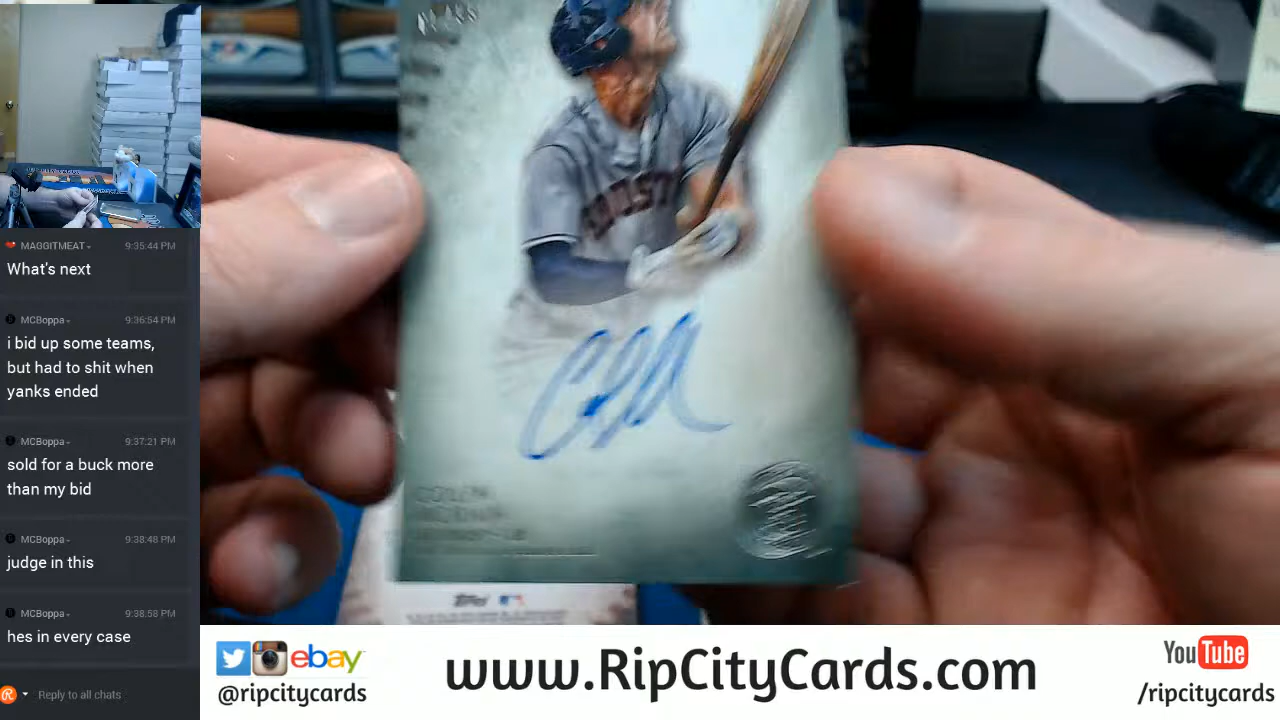 MAGGITMEAT
9:35:44 PM
What's next
MCBoppa
9:36:54 PM
i bid up some teams,
but had to shit when
yanks ended
MCBoppa
9:37:21 PM
sold for a buck more
than my bid
MCBoppa
9:38:48 PM
judge in this
MCBoppa
9:38:58 PM
hes in every case
Reply to all chats
topps
ebay
@ripcitycards
www.RipCityCards.com
YouTube
/ripcitycards